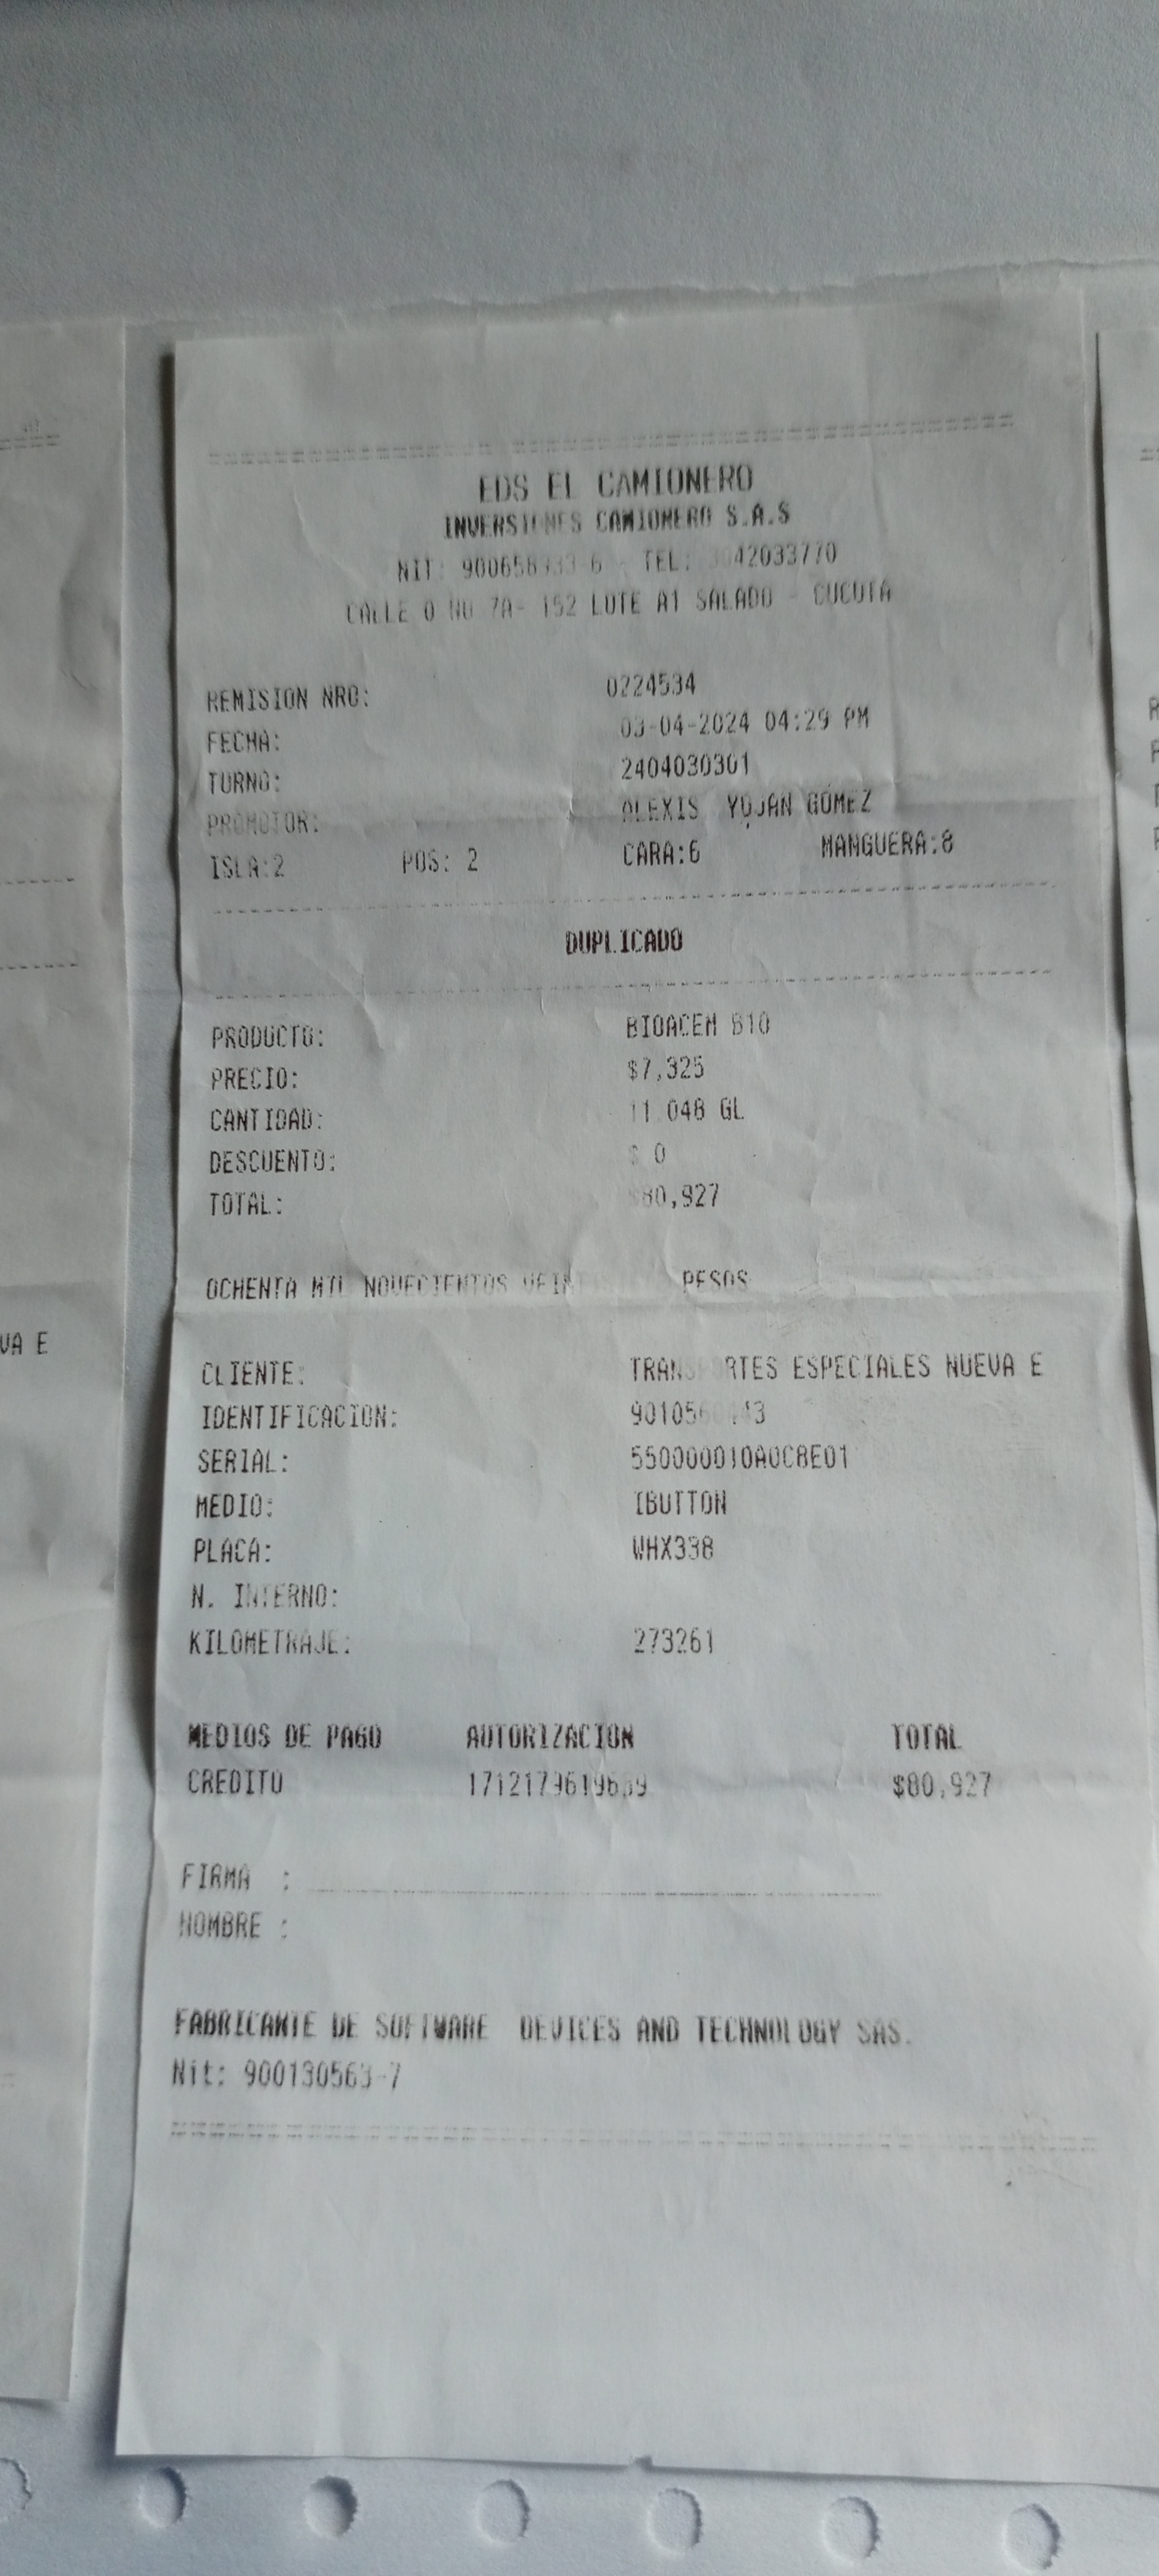 EDS EL CAMIONERO
INVERSIONES CAMIONERO S.A.S
NIT: TEL:
CALLE 0 NO 7A- 152 LOTE A1 SALADO - CUCUTA
REMISION NRO: 0224534
FECHA: 03-04-2024 04:29 PM
TURNO: 2404030301
PROMOTOR: ALEXIS YOJAN GOMEZ
ISLA:2 POS: 2 CARA:6 MANGUERA:8
DUPLICADO
PRODUCTO: BIOACEM B10
PRECIO: $7,325
CANTIDAD: 11.048 GL
DESCUENTO: $ 0
TOTAL: $80,927
OCHENTA MIL NOVECIENTOS PESOS
CLIENTE: TRANSPORTES ESPECIALES NUEVA E
IDENTIFICACION:
SERIAL: 550000010A0C8E01
MEDIO: IBUTTON
PLACA: WHX338
N. INTERNO:
KILOMETRAJE: 273261
MEDIOS DE PAGO AUTORIZACION TOTAL
CREDITO $80,927
FIRMA :
NOMBRE :
FABRICANTE DE SOFTWARE DEVICES AND TECHNOLOGY SAS.
Nit: 900130563-7
VA E